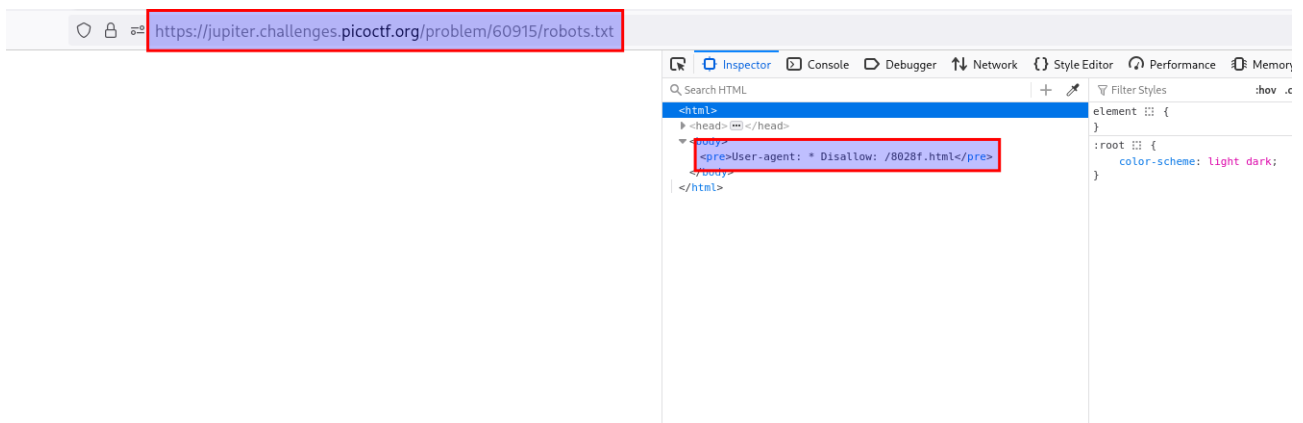 https://jupiter.challenges.picoctf.org/problem/60915/robots.txt
Inspector Console Debugger Network Style Editor Performance Memory
Search HTML
Filter Styles :hov
<html>
<head> </head>
<body>
<pre>User-agent: * Disallow: /8028f.html</pre>
</body>
</html>
element {
}
:root {
color-scheme: light dark;
}